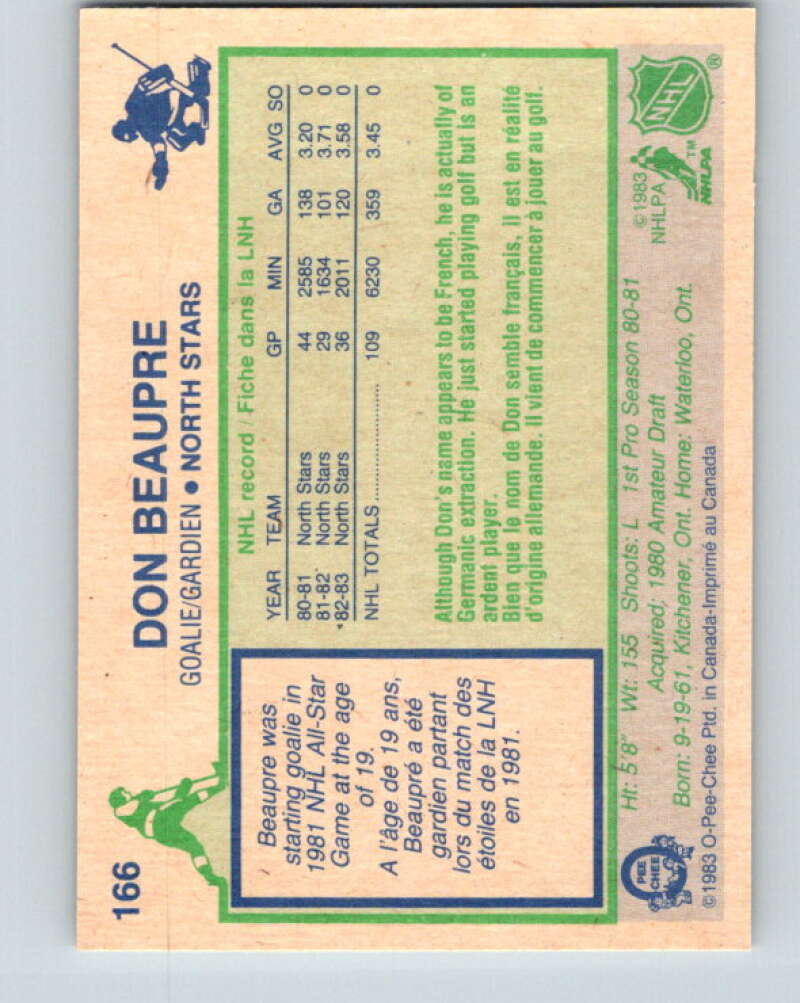 166
DON BEAUPRE
GOALIE/GARDIEN • NORTH STARS
Beaupre was
starting goalie in
1981 NHL All-Star
Game at the age
of 19.
A l'âge de 19 ans,
Beaupré a été
gardien partant
lors du match des
étoiles de la LNH
en 1981.
NHL record / Fiche dans la LNH
YEAR TEAM GP MIN GA AVG SO
80-81 North Stars 44 2585 138 3.20 0
81-82 North Stars 29 1634 101 3.71 0
82-83 North Stars 36 2011 120 3.58 0
NHL TOTALS 109 6230 359 3.45 0
Although Don's name appears to be French, he is actually of
Germanic extraction. He just started playing golf but is an
ardent player.
Bien que le nom de Don semble français, il est en réalité
d'origine allemande. Il vient de commencer à jouer au golf.
Ht: 5'8" Wt: 155 Shoots: L 1st Pro Season 80-81
Acquired; 1980 Amateur Draft
Born: 9-19-61, Kitchener, Ont. Home: Waterloo, Ont.
©1983 O-Pee-Chee Ptd. in Canada-Imprimé au Canada
O PEE CHEE
©1983
NHLPA
NHL ®
NHLPA TM